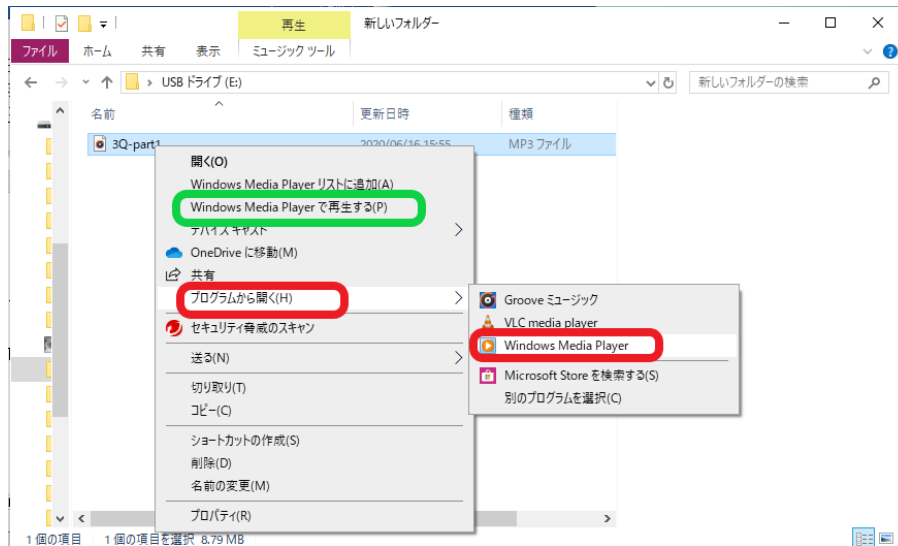 再生
新しいフォルダー
ファイル ホーム 共有 表示 ミュージック ツール
USB ドライブ (E:)
新しいフォルダーの検索
名前 更新日時 種類
3Q-part1 2020/06/16 15:55 MP3 ファイル
開く(O)
Windows Media Player リストに追加(A)
Windows Media Player で再生する(P)
デバイス キャスト
OneDrive に移動(M)
共有
プログラムから開く(H)
セキュリティ脅威のスキャン
送る(N)
切り取り(T)
コピー(C)
ショートカットの作成(S)
削除(D)
名前の変更(M)
プロパティ(R)
Groove ミュージック
VLC media player
Windows Media Player
Microsoft Store を検索する(S)
別のプログラムを選択(C)
1 個の項目 1 個の項目を選択 8.79 MB